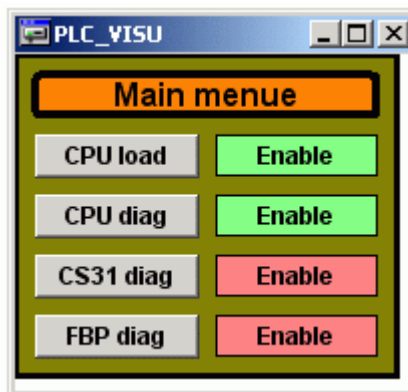 PLC_VISU
Main menue
CPU load Enable
CPU diag Enable
CS31 diag Enable
FBP diag Enable